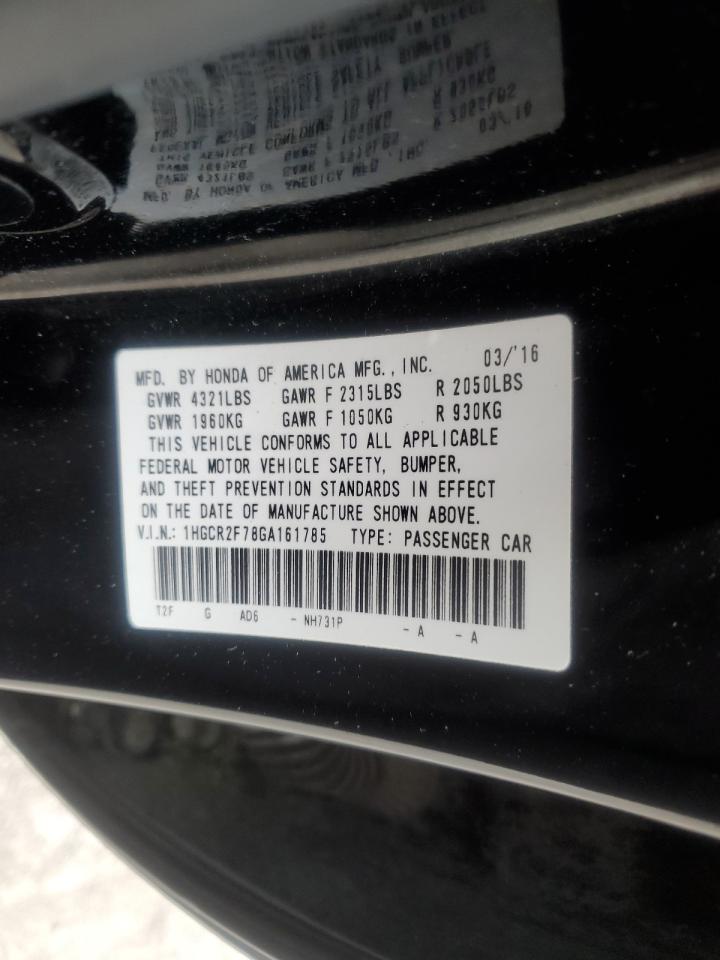 MFD. BY HONDA OF AMERICA MFG., INC. 03/'16
GVWR 4321LBS GAWR F 2315LBS R 2050LBS
GVWR 1960KG GAWR F 1050KG R 930KG
THIS VEHICLE CONFORMS TO ALL APPLICABLE
FEDERAL MOTOR VEHICLE SAFETY, BUMPER,
AND THEFT PREVENTION STANDARDS IN EFFECT
ON THE DATE OF MANUFACTURE SHOWN ABOVE.
V.I.N.: 1HGCR2F78GA161785 TYPE: PASSENGER CAR
T2F G AD6 - NH731P - A - A